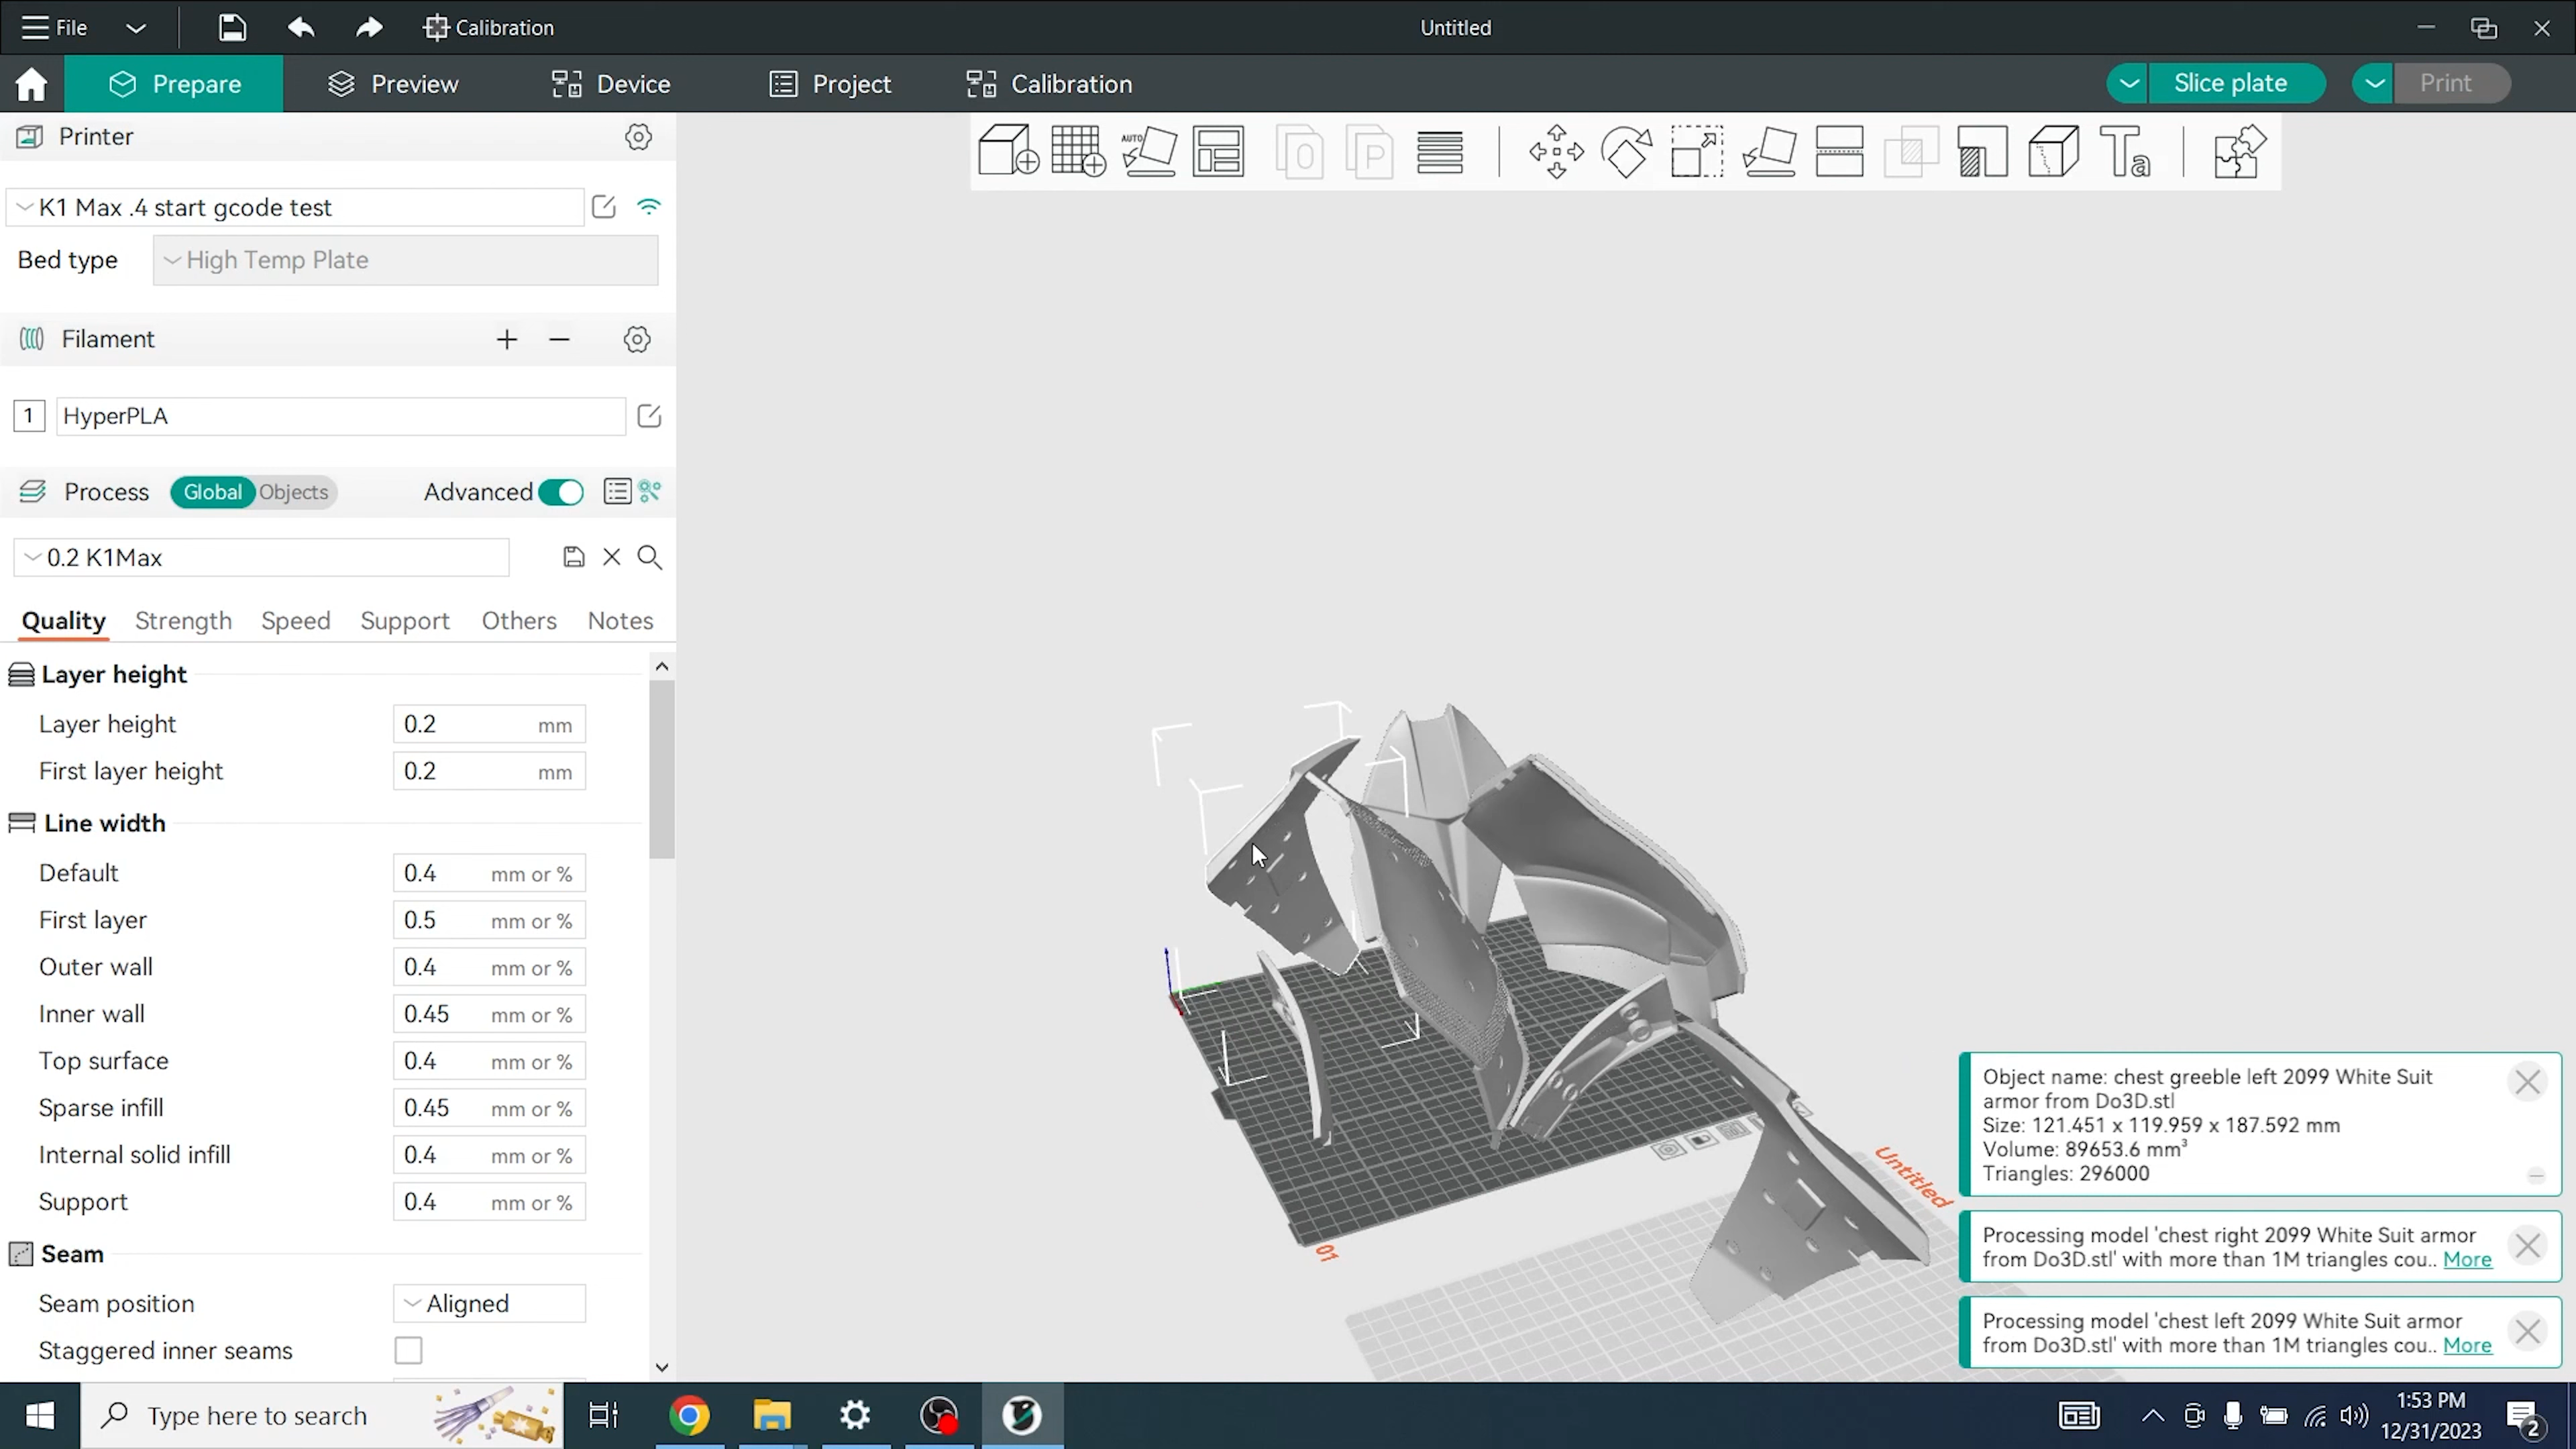 File
Calibration
Untitled
Prepare
Preview
Device
Project
Calibration
Slice plate
Print
Printer
AUTO
O
P
Ta
K1 Max .4 start gcode test
Bed type
High Temp Plate
Filament
1
HyperPLA
Process
Global
Objects
Advanced
0.2 K1Max
Quality
Strength
Speed
Support
Others
Notes
Layer height
Layer height 0.2 mm
First layer height 0.2 mm
Line width
Default 0.4 mm or %
First layer 0.5 mm or %
Outer wall 0.4 mm or %
Inner wall 0.45 mm or %
Top surface 0.4 mm or %
Sparse infill 0.45 mm or %
Internal solid infill 0.4 mm or %
Support 0.4 mm or %
Seam
Seam position Aligned
Staggered inner seams
01
Untitled
Object name: chest greeble left 2099 White Suit
armor from Do3D.stl
Size: 121.451 x 119.959 x 187.592 mm
Volume: 89653.6 mm³
Triangles: 296000
Processing model 'chest right 2099 White Suit armor
from Do3D.stl' with more than 1M triangles cou.. More
Processing model 'chest left 2099 White Suit armor
from Do3D.stl' with more than 1M triangles cou.. More
Type here to search
1:53 PM
12/31/2023
2